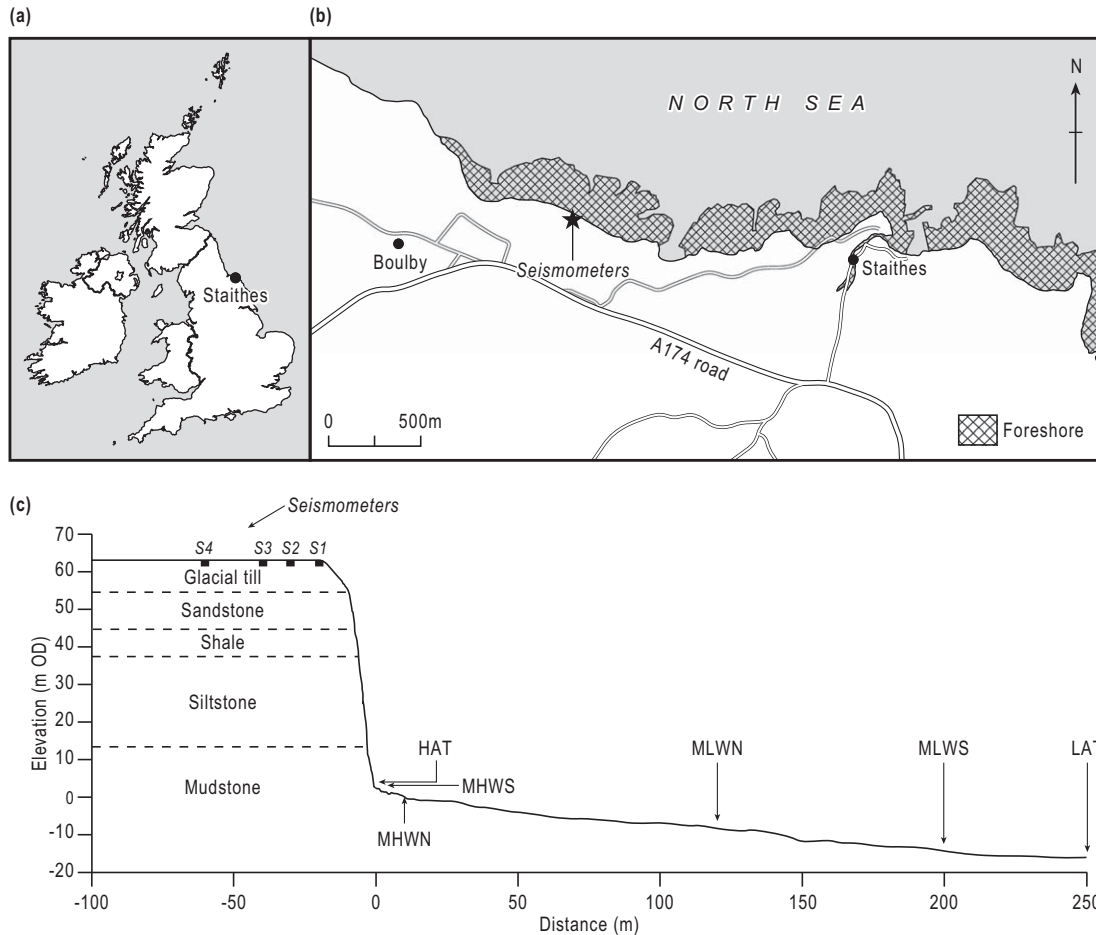 (a)
Staithes
(b)
NORTH SEA
N
Boulby
Seismometers
Staithes
A174 road
0 500m
Foreshore
(c)
Seismometers
70
60
50
40
30
20
10
0
-10
-20
Elevation (m OD)
S4 S3 S2 S1
Glacial till
Sandstone
Shale
Siltstone
Mudstone
HAT
MHWS
MHWN
MLWN
MLWS
LAT
-100 -50 0 50 100 150 200 250
Distance (m)